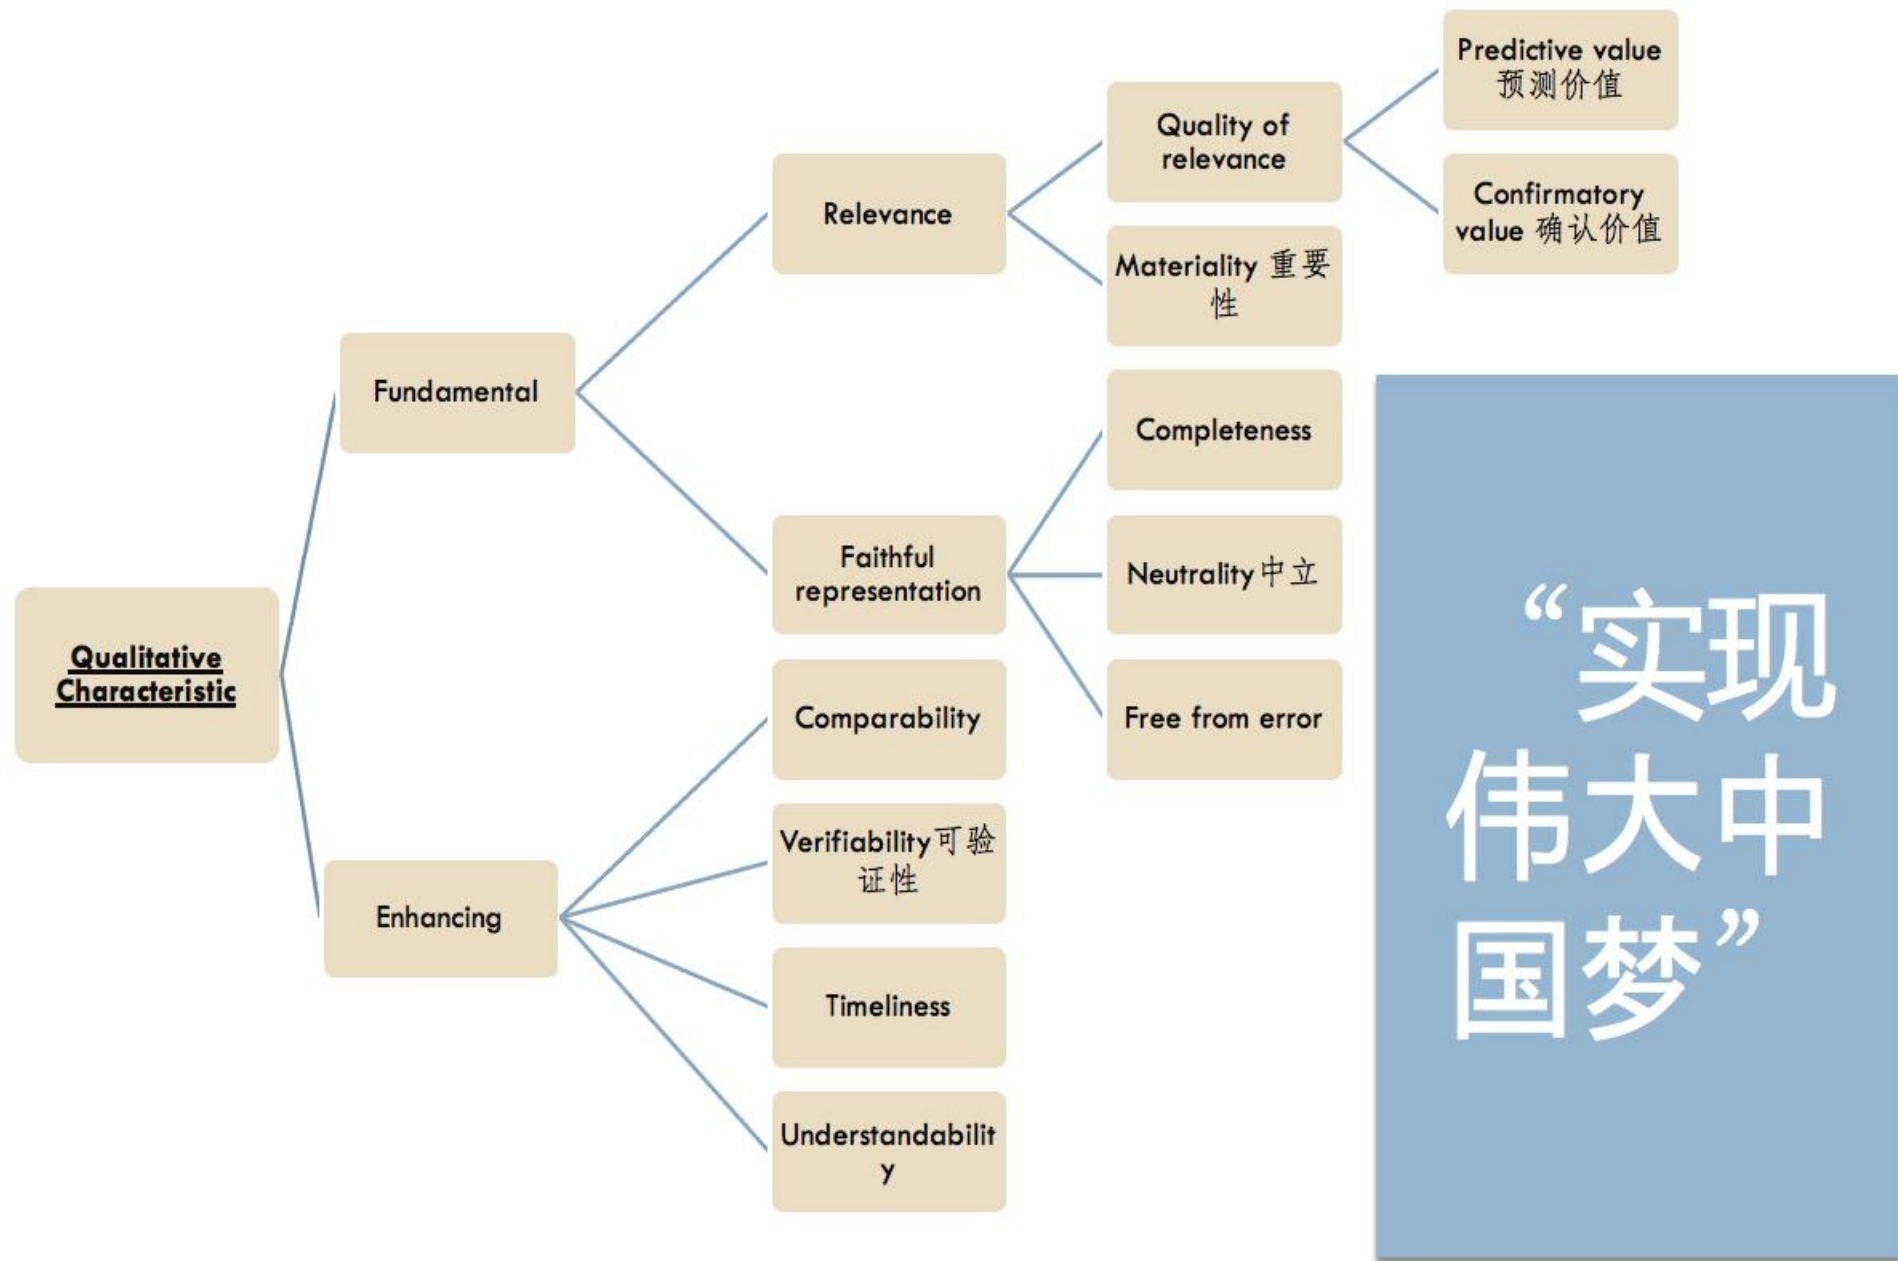 Qualitative
Characteristic
Fundamental
Enhancing
Relevance
Faithful
representation
Comparability
Verifiability可验
证性
Timeliness
Understandabilit
y
Quality of
relevance
Materiality 重要
性
Completeness
Neutrality中立
Free from error
Predictive value
预测价值
Confirmatory
value 确认价值
“实现
伟大中
国梦”